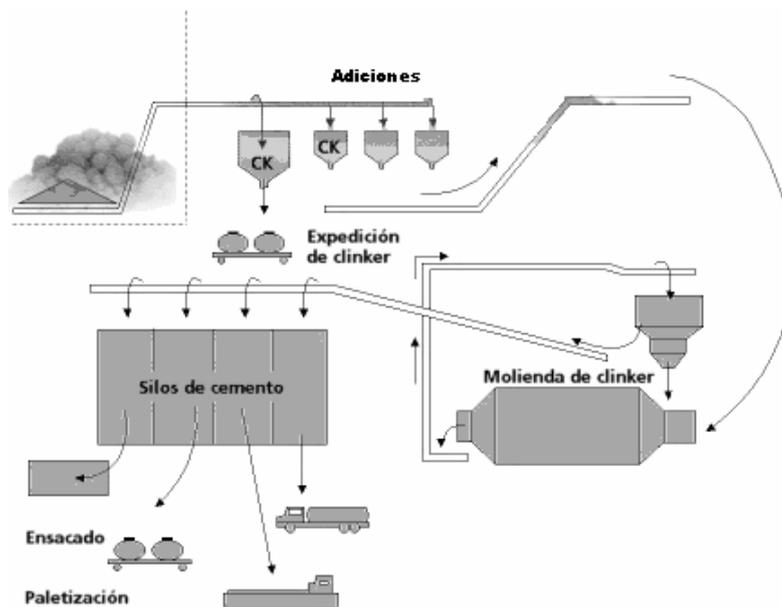 Adiciones
CK
CK
Expedición
de clinker
Silos de cemento
Molienda de clinker
Ensacado
Paletización